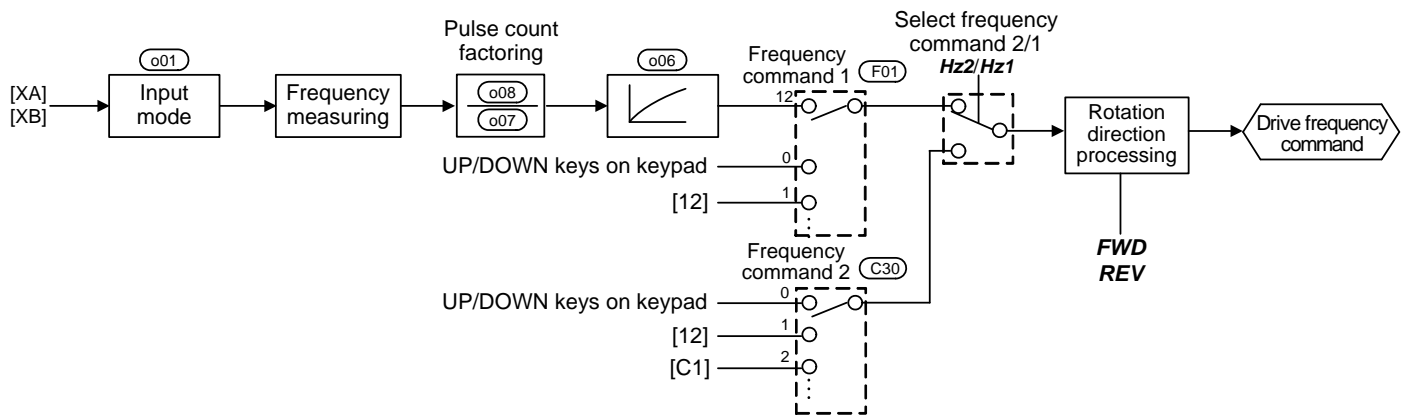 [XA]
[XB]
o01
Input
mode
Frequency
measuring
Pulse count
factoring
o08
o07
o06
Frequency
command 1
F01
12
UP/DOWN keys on keypad
0
[12]
1
Select frequency
command 2/1
Hz2/Hz1
Rotation
direction
processing
FWD
REV
Drive frequency
command
Frequency
command 2
C30
UP/DOWN keys on keypad
0
[12]
1
[C1]
2